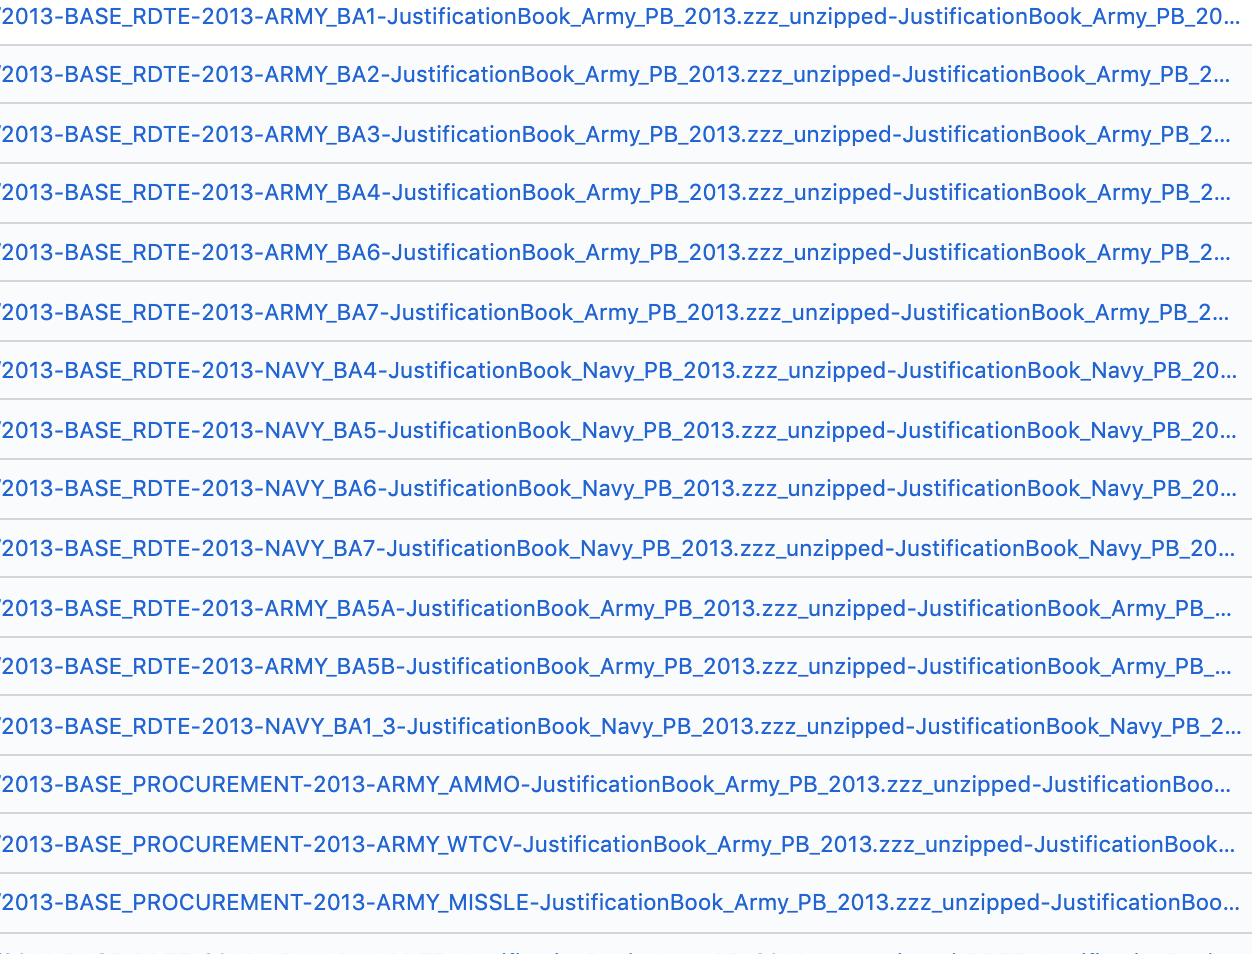 /2013-BASE_RDTE-2013-ARMY_BA1-JustificationBook_Army_PB_2013.zzz_unzipped-JustificationBook_Army_PB_20...
/2013-BASE_RDTE-2013-ARMY_BA2-JustificationBook_Army_PB_2013.zzz_unzipped-JustificationBook_Army_PB_2...
/2013-BASE_RDTE-2013-ARMY_BA3-JustificationBook_Army_PB_2013.zzz_unzipped-JustificationBook_Army_PB_2...
/2013-BASE_RDTE-2013-ARMY_BA4-JustificationBook_Army_PB_2013.zzz_unzipped-JustificationBook_Army_PB_2...
/2013-BASE_RDTE-2013-ARMY_BA6-JustificationBook_Army_PB_2013.zzz_unzipped-JustificationBook_Army_PB_2...
/2013-BASE_RDTE-2013-ARMY_BA7-JustificationBook_Army_PB_2013.zzz_unzipped-JustificationBook_Army_PB_2...
/2013-BASE_RDTE-2013-NAVY_BA4-JustificationBook_Navy_PB_2013.zzz_unzipped-JustificationBook_Navy_PB_20...
/2013-BASE_RDTE-2013-NAVY_BA5-JustificationBook_Navy_PB_2013.zzz_unzipped-JustificationBook_Navy_PB_20...
/2013-BASE_RDTE-2013-NAVY_BA6-JustificationBook_Navy_PB_2013.zzz_unzipped-JustificationBook_Navy_PB_20...
/2013-BASE_RDTE-2013-NAVY_BA7-JustificationBook_Navy_PB_2013.zzz_unzipped-JustificationBook_Navy_PB_20...
/2013-BASE_RDTE-2013-ARMY_BA5A-JustificationBook_Army_PB_2013.zzz_unzipped-JustificationBook_Army_PB_...
/2013-BASE_RDTE-2013-ARMY_BA5B-JustificationBook_Army_PB_2013.zzz_unzipped-JustificationBook_Army_PB_...
/2013-BASE_RDTE-2013-NAVY_BA1_3-JustificationBook_Navy_PB_2013.zzz_unzipped-JustificationBook_Navy_PB_2...
/2013-BASE_PROCUREMENT-2013-ARMY_AMMO-JustificationBook_Army_PB_2013.zzz_unzipped-JustificationBoo...
/2013-BASE_PROCUREMENT-2013-ARMY_WTCV-JustificationBook_Army_PB_2013.zzz_unzipped-JustificationBook...
/2013-BASE_PROCUREMENT-2013-ARMY_MISSLE-JustificationBook_Army_PB_2013.zzz_unzipped-JustificationBoo...